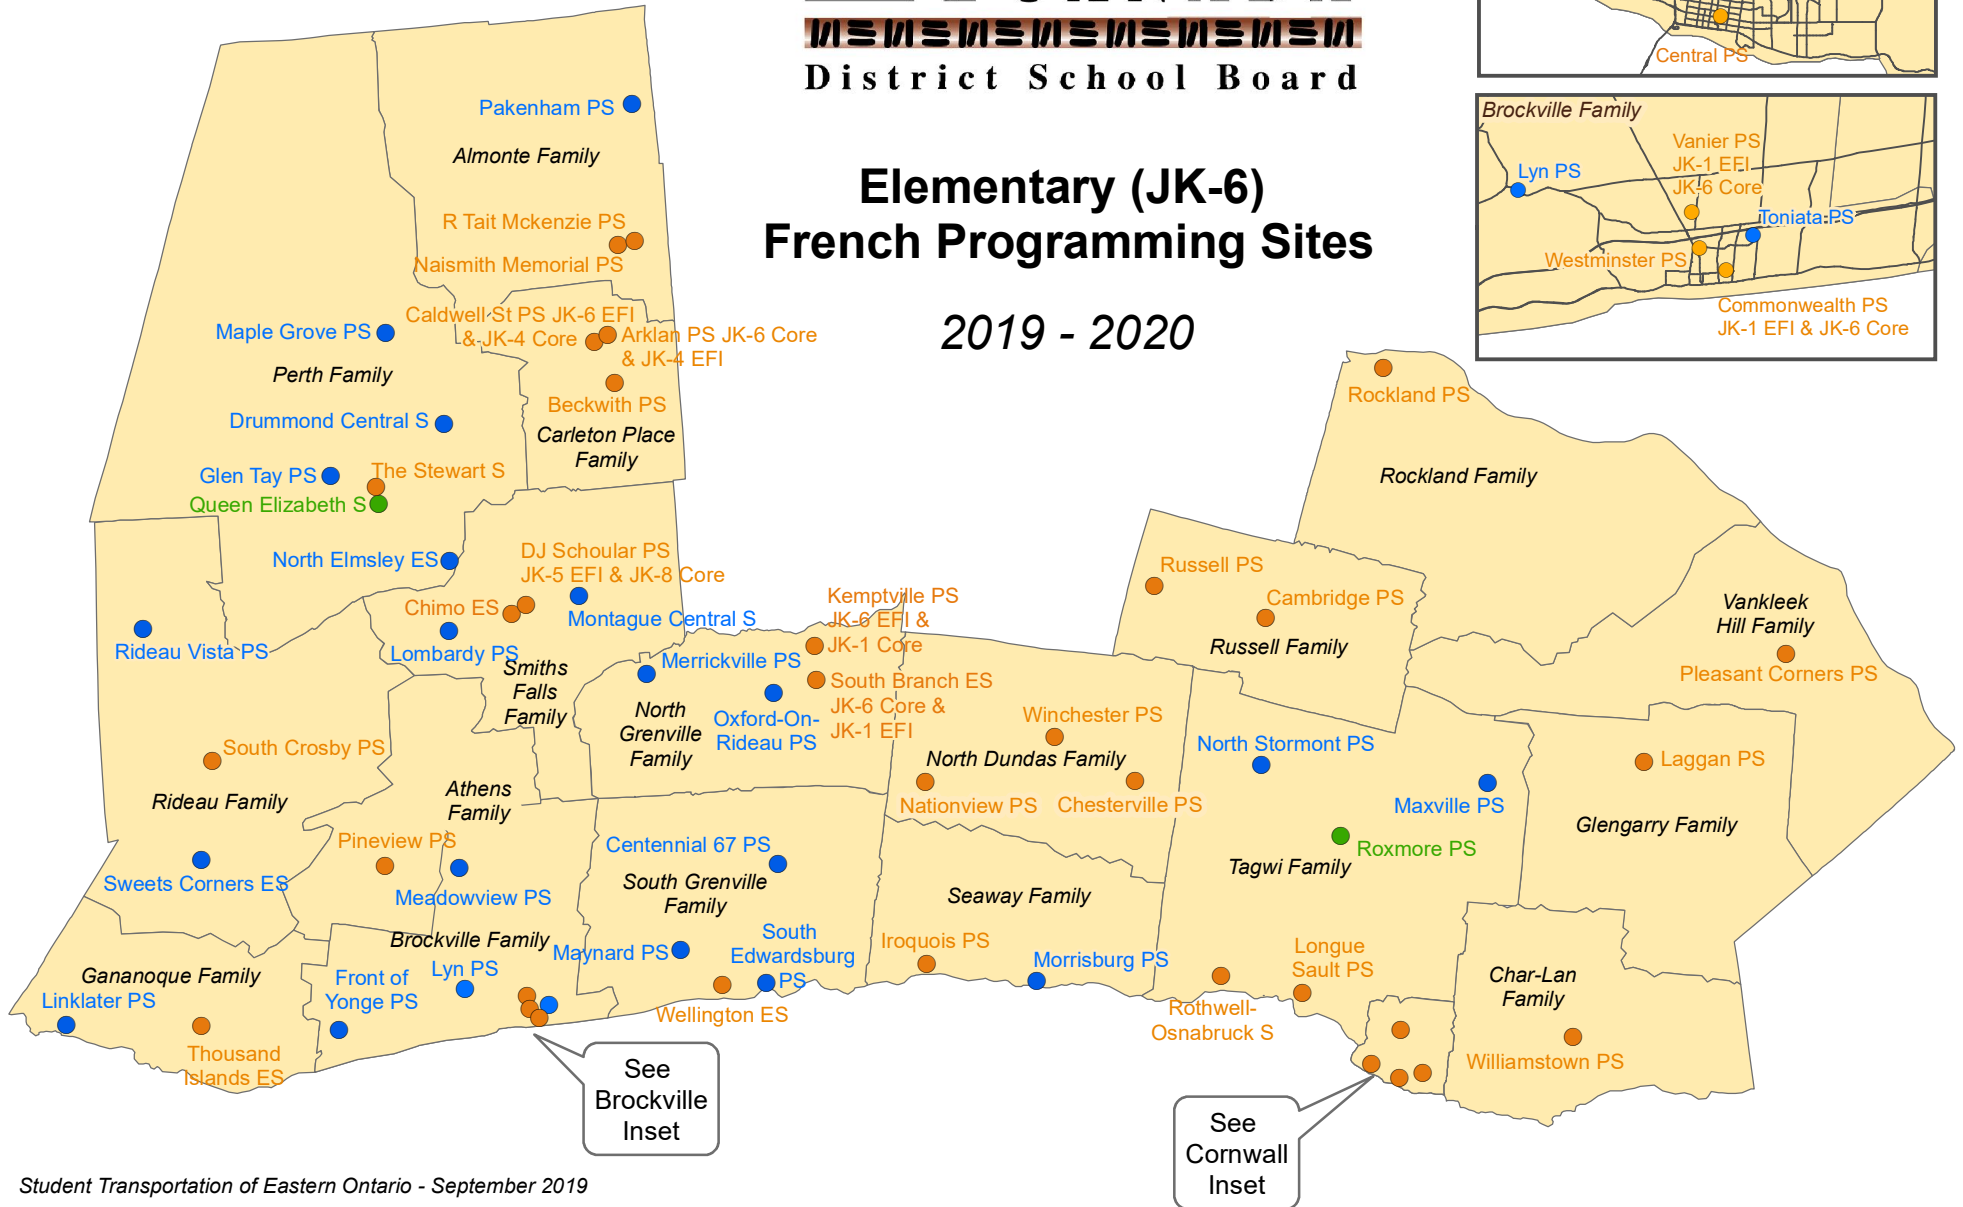 District School Board
Elementary (JK-6)
French Programming Sites
2019 - 2020
Central PS
Brockville Family
Vanier PS
JK-1 EFI
JK-6 Core
Lyn PS
Toniata PS
Westminster PS
Commonwealth PS
JK-1 EFI & JK-6 Core
Pakenham PS
Almonte Family
R Tait Mckenzie PS
Naismith Memorial PS
Caldwell St PS JK-6 EFI
& JK-4 Core
Arklan PS JK-6 Core
& JK-4 EFI
Maple Grove PS
Perth Family
Beckwith PS
Carleton Place
Family
Drummond Central S
Glen Tay PS
The Stewart S
Queen Elizabeth S
North Elmsley ES
DJ Schoular PS
JK-5 EFI & JK-8 Core
Chimo ES
Montague Central S
Lombardy PS
Smiths
Falls
Family
Rideau Vista PS
Kemptville PS
JK-6 EFI &
JK-1 Core
Merrickville PS
South Branch ES
JK-6 Core &
JK-1 EFI
Oxford-On-
Rideau PS
North
Grenville
Family
South Crosby PS
Rideau Family
Athens
Family
Pineview PS
Sweets Corners ES
Meadowview PS
Centennial 67 PS
South Grenville
Family
Brockville Family
Maynard PS
South
Edwardsburg
PS
Lyn PS
Front of
Yonge PS
Gananoque Family
Linklater PS
Thousand
Islands ES
Wellington ES
See
Brockville
Inset
Rockland PS
Rockland Family
Russell PS
Cambridge PS
Russell Family
Vankleek
Hill Family
Pleasant Corners PS
Winchester PS
North Dundas Family
Nationview PS
Chesterville PS
North Stormont PS
Maxville PS
Laggan PS
Glengarry Family
Roxmore PS
Tagwi Family
Seaway Family
Iroquois PS
Morrisburg PS
Longue
Sault PS
Rothwell-
Osnabruck S
Char-Lan
Family
Williamstown PS
See
Cornwall
Inset
Student Transportation of Eastern Ontario - September 2019